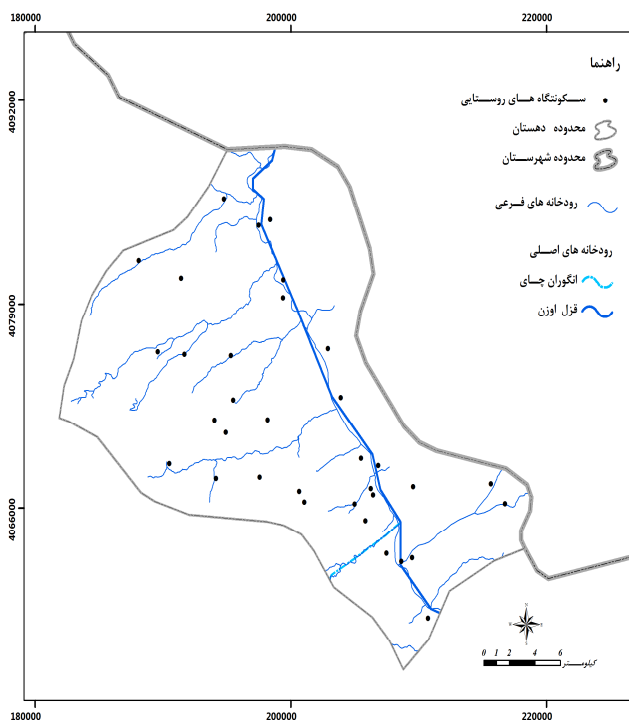 180000 200000 220000
4092000
4079000
4066000
راهنما
سکونتگاه های روستایی
محدوده دهستان
محدوده شهرستان
رودخانه های فرعی
رودخانه های اصلی
انگوران چای
قزل اوزن
N
W E
S
0 1 2 4 6
کیلومتر
180000 200000 220000